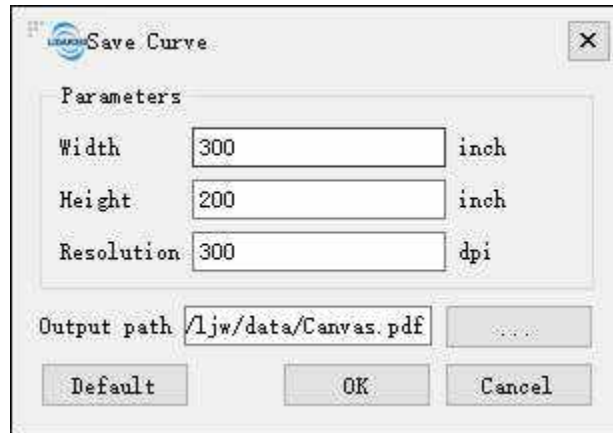 Save Curve
Parameters
Width 300 inch
Height 200 inch
Resolution 300 dpi
Output path /ljw/data/Canvas.pdf ...
Default OK Cancel